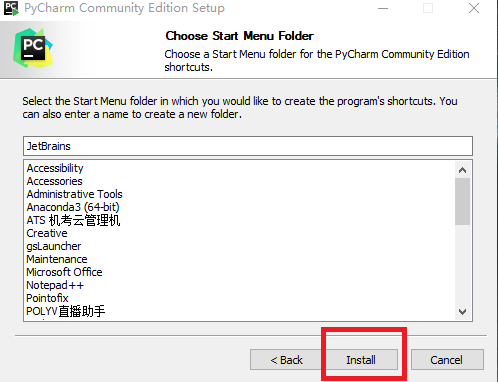 PyCharm Community Edition Setup
PC
Choose Start Menu Folder
Choose a Start Menu folder for the PyCharm Community Edition
shortcuts.
Select the Start Menu folder in which you would like to create the program's shortcuts. You
can also enter a name to create a new folder.
JetBrains
Accessibility
Accessories
Administrative Tools
Anaconda3 (64-bit)
ATS 机考云管理机
Creative
gsLauncher
Maintenance
Microsoft Office
Notepad++
Pointofix
POLYV直播助手
< Back
Install
Cancel